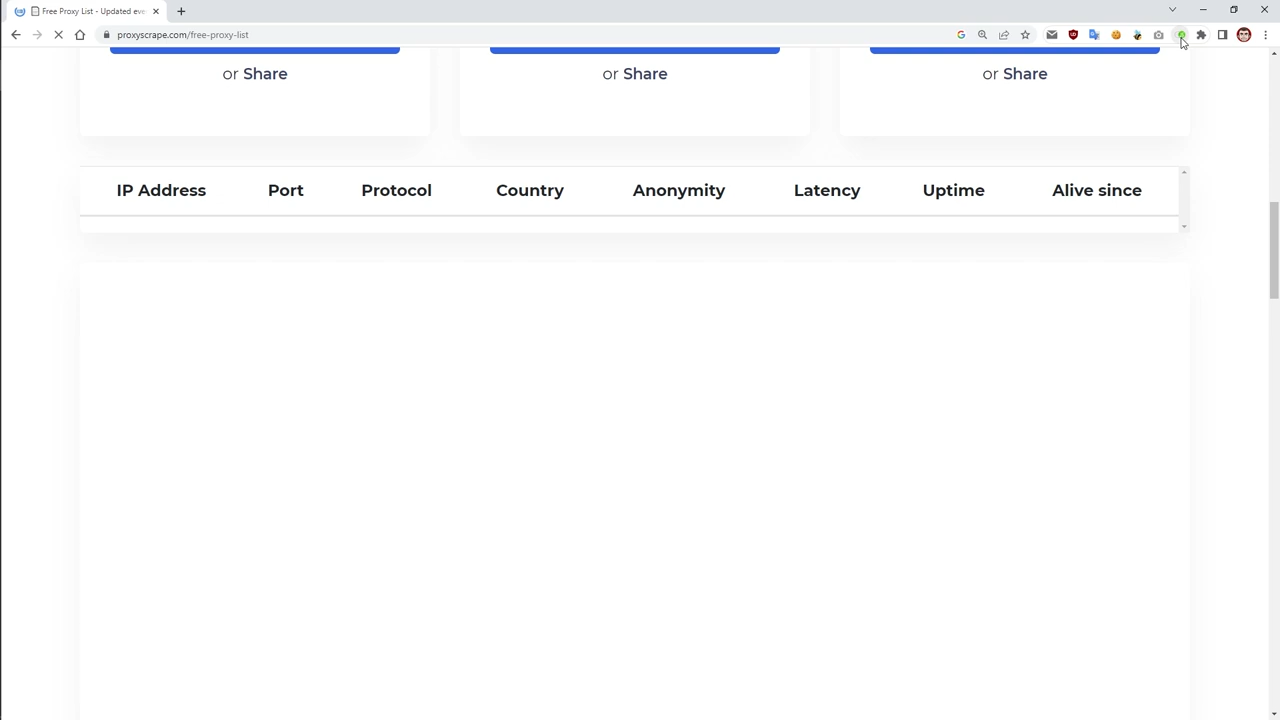 Free Proxy List - Updated eve
proxyscrape.com/free-proxy-list
or Share
or Share
or Share
IP Address Port Protocol Country Anonymity Latency Uptime Alive since